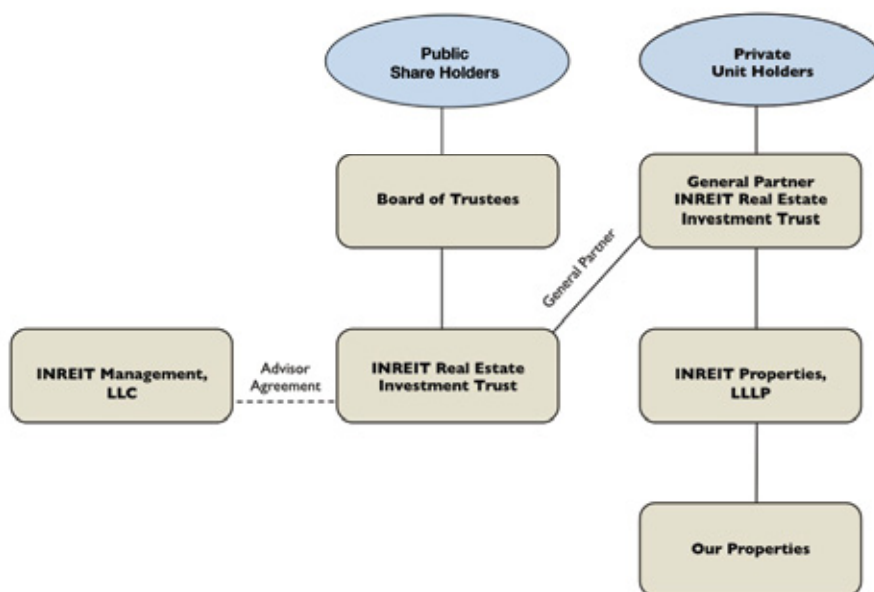 Public
Share Holders
Private
Unit Holders
Board of Trustees
General Partner
INREIT Real Estate
Investment Trust
General Partner
INREIT Management,
LLC
Advisor
Agreement
INREIT Real Estate
Investment Trust
INREIT Properties,
LLLP
Our Properties